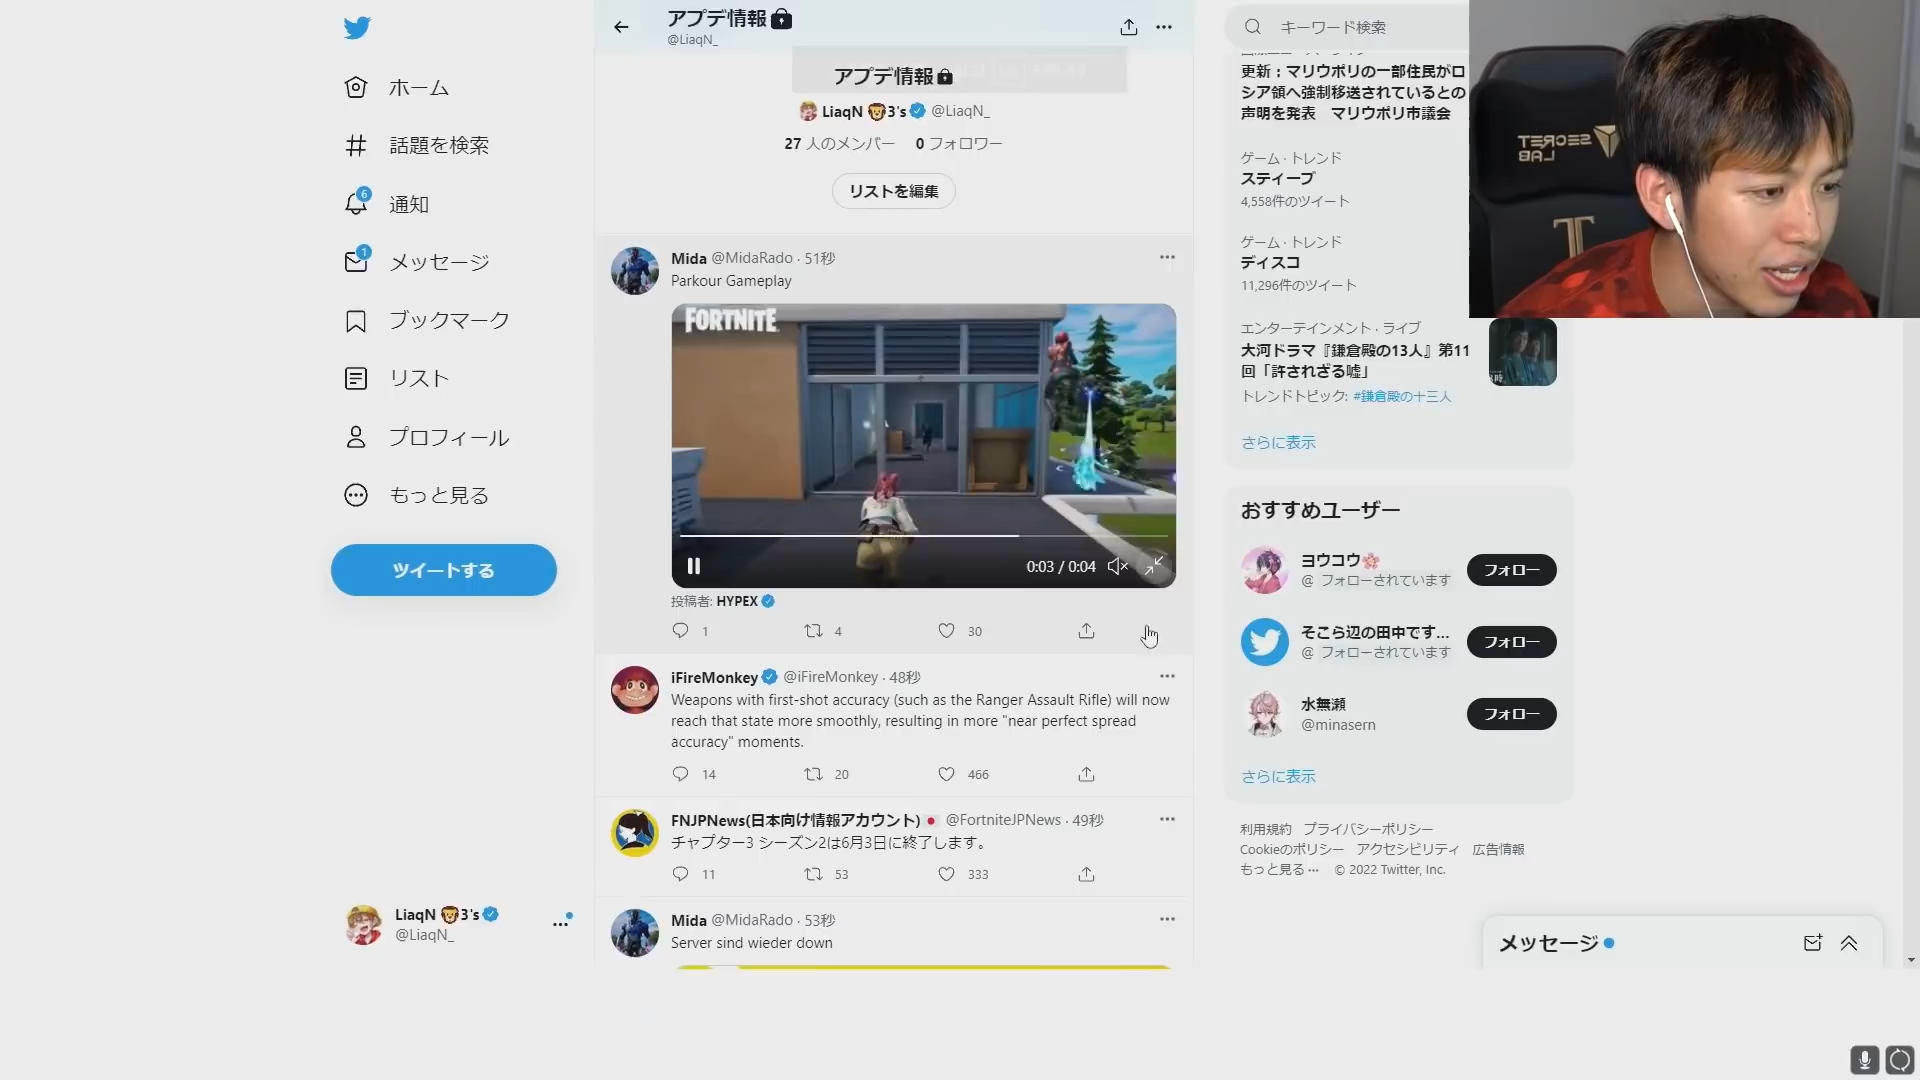 ホーム
話題を検索
6
通知
1
メッセージ
ブックマーク
リスト
プロフィール
もっと見る
ツイートする
LiaqN 🦁3's
@LiaqN_
アプデ情報🔒
@LiaqN_
アプデ情報🔒
LiaqN 🦁3's @LiaqN_
27 人のメンバー 0 フォロワー
リストを編集
Mida @MidaRado · 51秒
Parkour Gameplay
FORTNITE
0:03 / 0:04
投稿者: HYPEX
1 4 30
iFireMonkey @iFireMonkey · 48秒
Weapons with first-shot accuracy (such as the Ranger Assault Rifle) will now
reach that state more smoothly, resulting in more "near perfect spread
accuracy" moments.
14 20 466
FNJPNews(日本向け情報アカウント)🇯🇵 @FortniteJPNews · 49秒
チャプター3 シーズン2は6月3日に終了します。
11 53 333
Mida @MidaRado · 53秒
Server sind wieder down
キーワード検索
更新：マリウポリの一部住民がロ
シア領へ強制移送されているとの
声明を発表　マリウポリ市議会
ゲーム · トレンド
スティーブ
4,558件のツイート
ゲーム · トレンド
ディスコ
11,296件のツイート
エンターテインメント · ライブ
大河ドラマ『鎌倉殿の13人』第11
回「許されざる嘘」
トレンドトピック: #鎌倉殿の十三人
さらに表示
おすすめユーザー
ヨウコウ🌸
@ フォローされています
フォロー
そこら辺の田中です...
@ フォローされています
フォロー
水無瀬
@minasern
フォロー
さらに表示
利用規約 プライバシーポリシー
Cookieのポリシー アクセシビリティ 広告情報
もっと見る ··· © 2022 Twitter, Inc.
メッセージ
SECRET
LAB